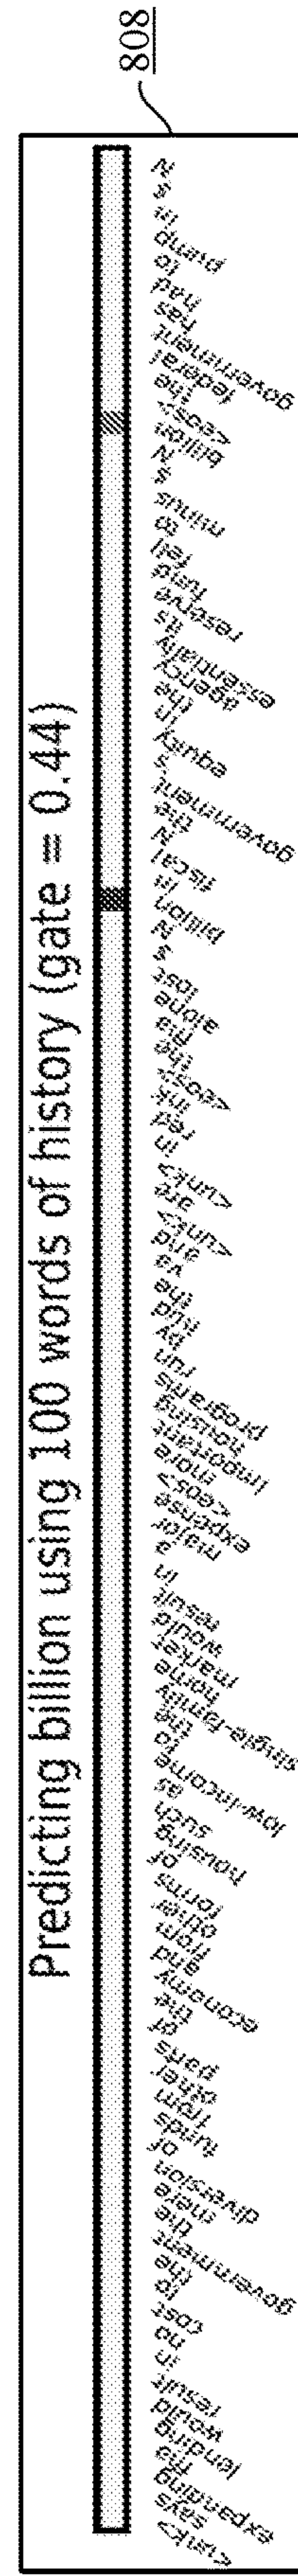 Predicting billion using 100 words of history (gate = 0.44)
<unk> says expanding fha lending would result in no cost to the government the mere diversion of funds from other parts of the economy and from other forms of housing such as low-income to the single-family home market would result in a major expense <eos> more important housing programs run by hud the va and <unk> are <unk> in red ink <eos> the fha alone lost $ N billion in fiscal N the government 's equity in the agency essentially its reserve fund fell to minus $ N billion <eos> the federal government has had to pump in $ N
808